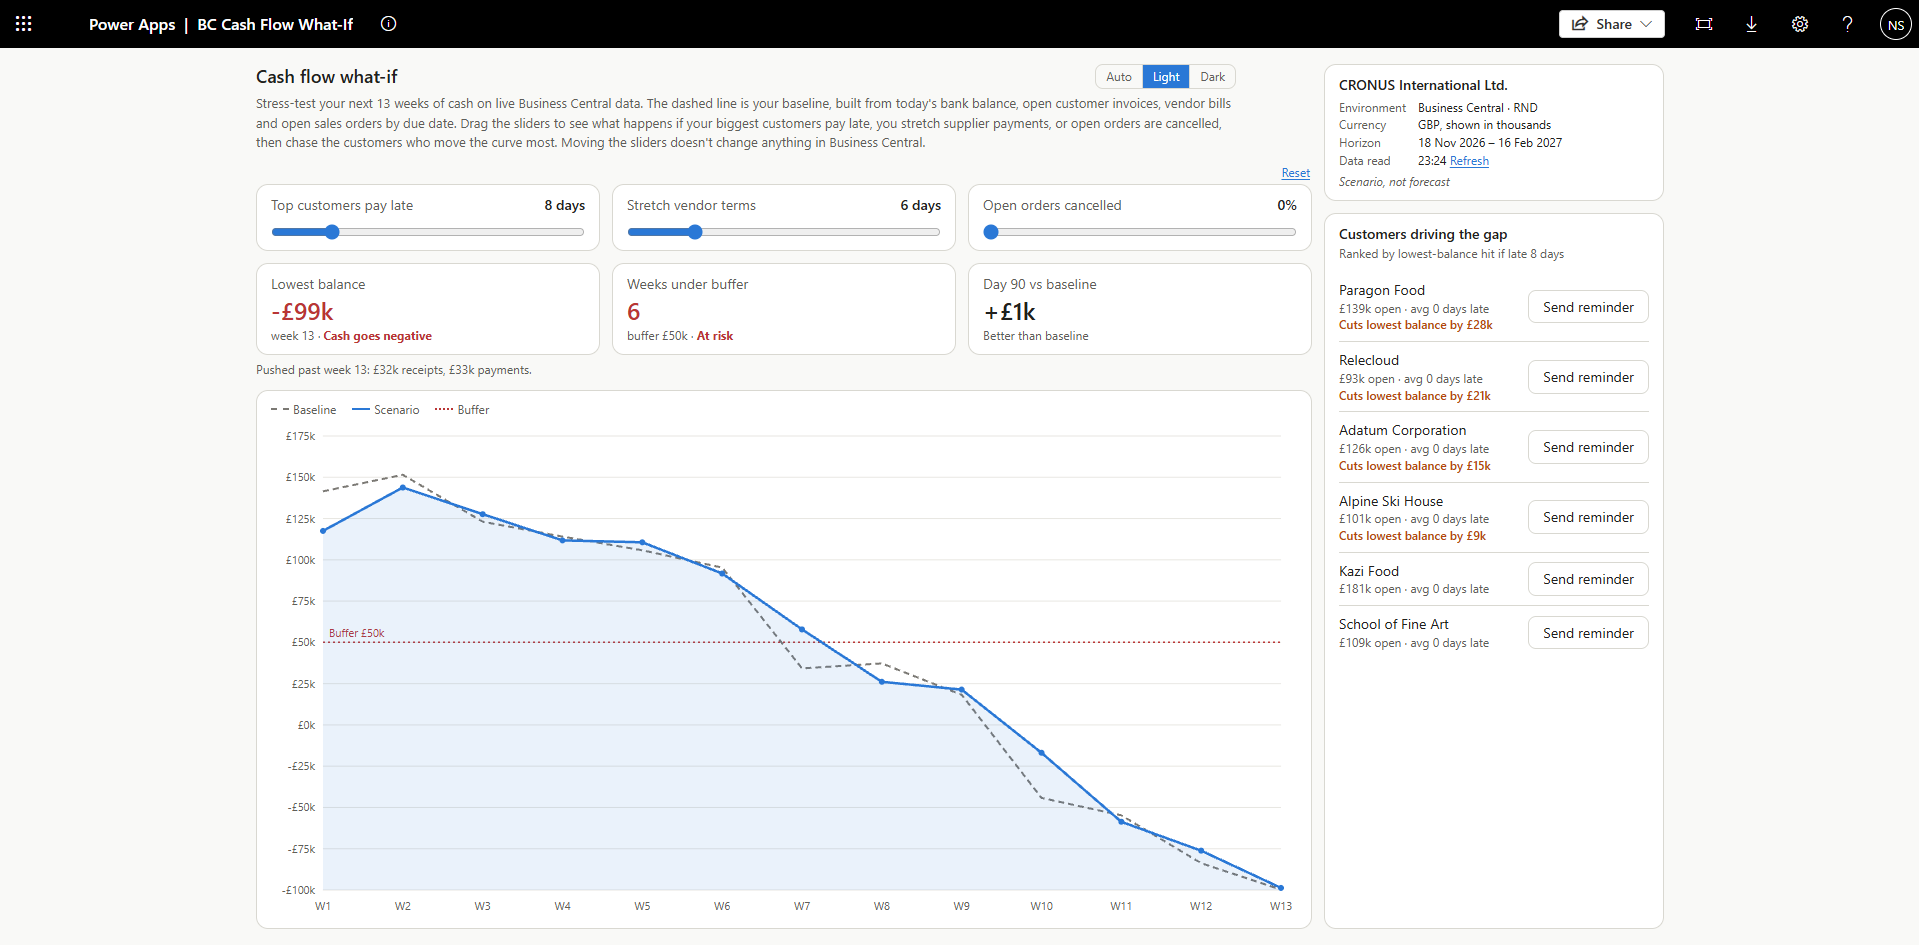 Power Apps | BC Cash Flow What-If
Share
NS
Cash flow what-if
Auto Light Dark
Stress-test your next 13 weeks of cash on live Business Central data. The dashed line is your baseline, built from today's bank balance, open customer invoices, vendor bills
and open sales orders by due date. Drag the sliders to see what happens if your biggest customers pay late, you stretch supplier payments, or open orders are cancelled,
then chase the customers who move the curve most. Moving the sliders doesn't change anything in Business Central.
Reset
Top customers pay late 8 days
Stretch vendor terms 6 days
Open orders cancelled 0%
Lowest balance
-£99k
week 13 · Cash goes negative
Weeks under buffer
6
buffer £50k · At risk
Day 90 vs baseline
+£1k
Better than baseline
Pushed past week 13: £32k receipts, £33k payments.
Baseline Scenario Buffer
£175k
£150k
£125k
£100k
£75k
Buffer £50k
£50k
£25k
£0k
-£25k
-£50k
-£75k
-£100k
W1 W2 W3 W4 W5 W6 W7 W8 W9 W10 W11 W12 W13
CRONUS International Ltd.
Environment Business Central · RND
Currency GBP, shown in thousands
Horizon 18 Nov 2026 – 16 Feb 2027
Data read 23:24 Refresh
Scenario, not forecast
Customers driving the gap
Ranked by lowest-balance hit if late 8 days
Paragon Food
£139k open · avg 0 days late
Cuts lowest balance by £28k
Send reminder
Relecloud
£93k open · avg 0 days late
Cuts lowest balance by £21k
Send reminder
Adatum Corporation
£126k open · avg 0 days late
Cuts lowest balance by £15k
Send reminder
Alpine Ski House
£101k open · avg 0 days late
Cuts lowest balance by £9k
Send reminder
Kazi Food
£181k open · avg 0 days late
Send reminder
School of Fine Art
£109k open · avg 0 days late
Send reminder